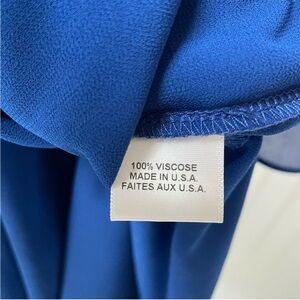 100% VISCOSE
MADE IN U.S.A.
FAITES AUX U.S.A.